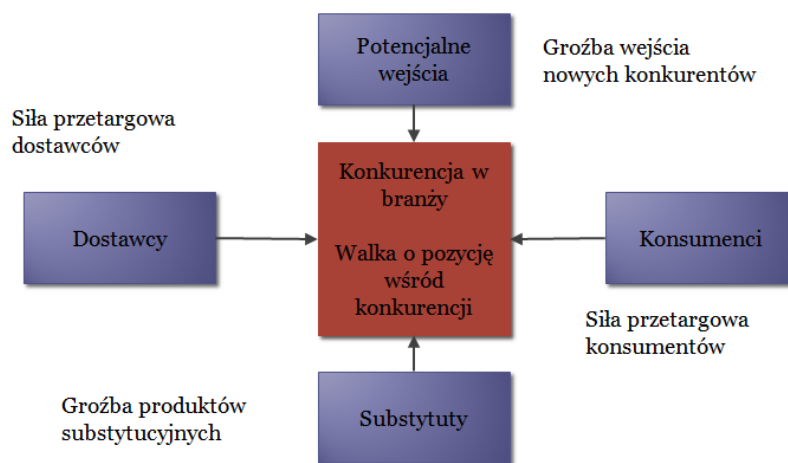 Potencjalne
wejścia
Groźba wejścia
nowych konkurentów
Siła przetargowa
dostawców
Konkurencja w
branży
Walka o pozycję
wśród
konkurencji
Dostawcy
Konsumenci
Siła przetargowa
konsumentów
Groźba produktów
substytucyjnych
Substytuty